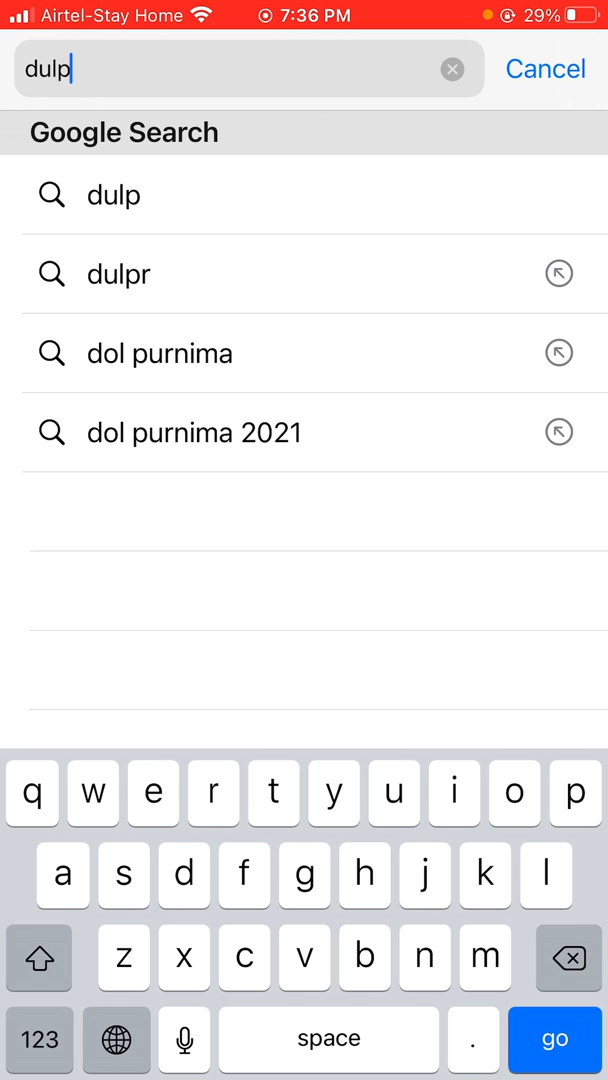 Airtel-Stay Home 7:36 PM 29%
dulp Cancel
Google Search
dulp
dulpr
dol purnima
dol purnima 2021
q w e r t y u i o p
a s d f g h j k l
z x c v b n m
123 space . go